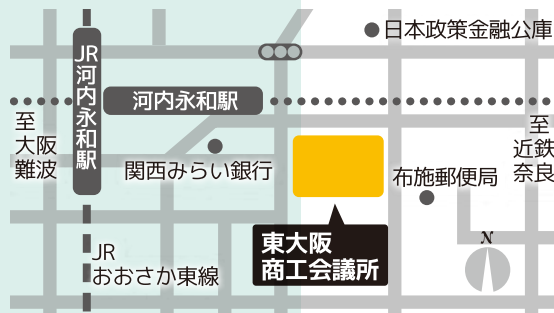 日本政策金融公庫
JR河内永和駅
河内永和駅
至
大阪
難波
至
近鉄
奈良
関西みらい銀行
布施郵便局
東大阪
商工会議所
N
JR
おおさか東線